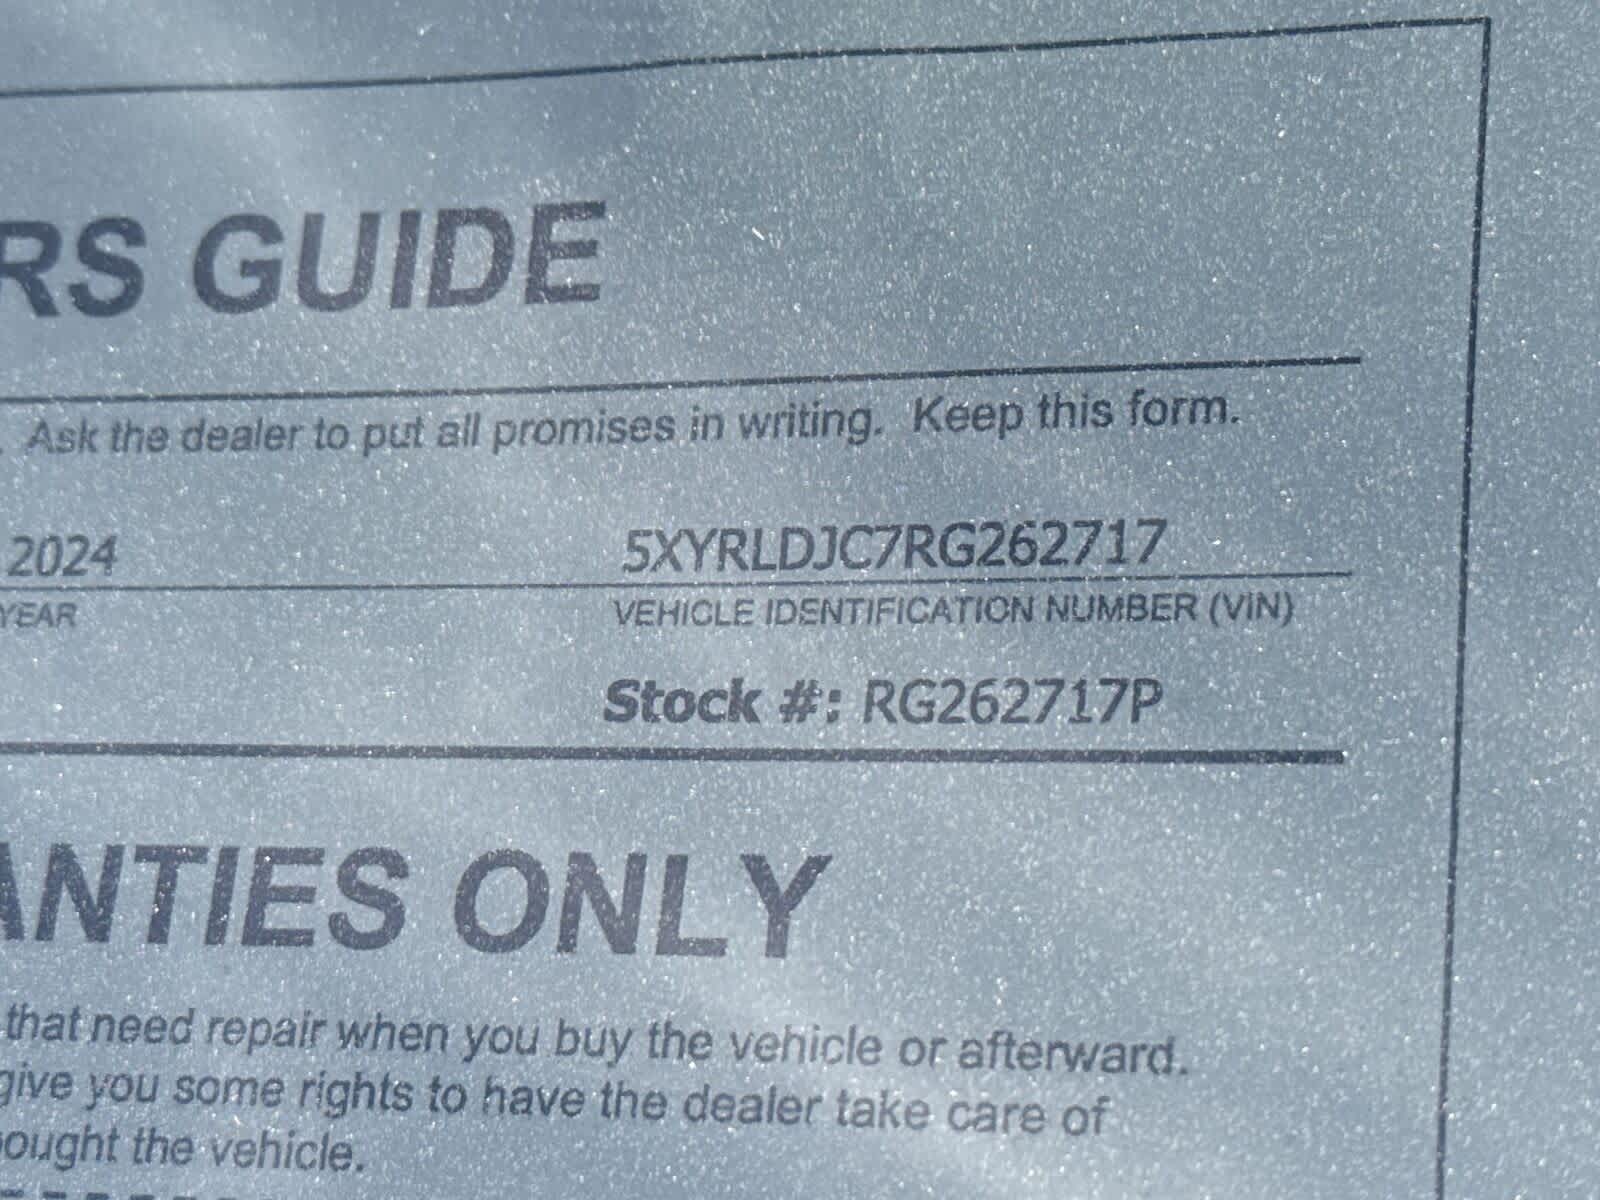 RS GUIDE
. Ask the dealer to put all promises in writing. Keep this form.
2024 5XYRLDJC7RG262717
YEAR VEHICLE IDENTIFICATION NUMBER (VIN)
Stock #: RG262717P
ANTIES ONLY
that need repair when you buy the vehicle or afterward.
give you some rights to have the dealer take care of
ought the vehicle.